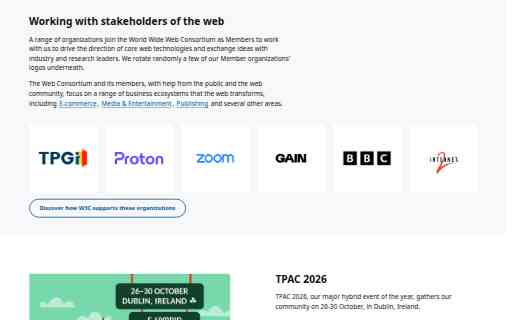 Working with stakeholders of the web
A range of organizations join the World Wide Web Consortium as Members to work
with us to drive the direction of core web technologies and exchange ideas with
industry and research leaders. We rotate randomly a few of our Member organizations'
logos underneath.
The Web Consortium and its members, with help from the public and the web
community, focus on a range of business ecosystems that the web transforms,
including E-commerce, Media & Entertainment, Publishing and several other areas.
TPGi Proton zoom GAIN BBC INTERNET 2
Discover how W3C supports these organizations
26–30 OCTOBER
DUBLIN, IRELAND
TPAC 2026
TPAC 2026, our major hybrid event of the year, gathers our
community on 26-30 October, in Dublin, Ireland.